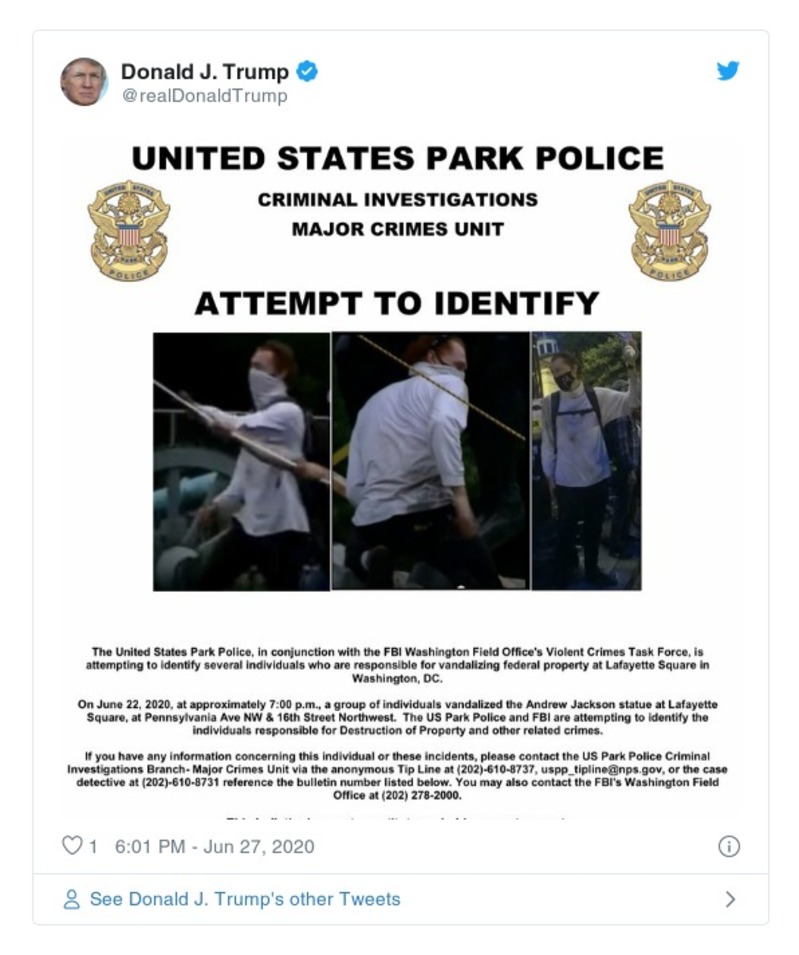 Donald J. Trump
@realDonaldTrump
UNITED STATES PARK POLICE
CRIMINAL INVESTIGATIONS
MAJOR CRIMES UNIT
UNITED STATES
PARK
POLICE
UNITED STATES
PARK
POLICE
ATTEMPT TO IDENTIFY
The United States Park Police, in conjunction with the FBI Washington Field Office's Violent Crimes Task Force, is
attempting to identify several individuals who are responsible for vandalizing federal property at Lafayette Square in
Washington, DC.
On June 22, 2020, at approximately 7:00 p.m., a group of individuals vandalized the Andrew Jackson statue at Lafayette
Square, at Pennsylvania Ave NW & 16th Street Northwest. The US Park Police and FBI are attempting to identify the
individuals responsible for Destruction of Property and other related crimes.
If you have any information concerning this individual or these incidents, please contact the US Park Police Criminal
Investigations Branch- Major Crimes Unit via the anonymous Tip Line at (202)-610-8737, uspp_tipline@nps.gov, or the case
detective at (202)-610-8731 reference the bulletin number listed below. You may also contact the FBI's Washington Field
Office at (202) 278-2000.
1 6:01 PM - Jun 27, 2020
See Donald J. Trump's other Tweets